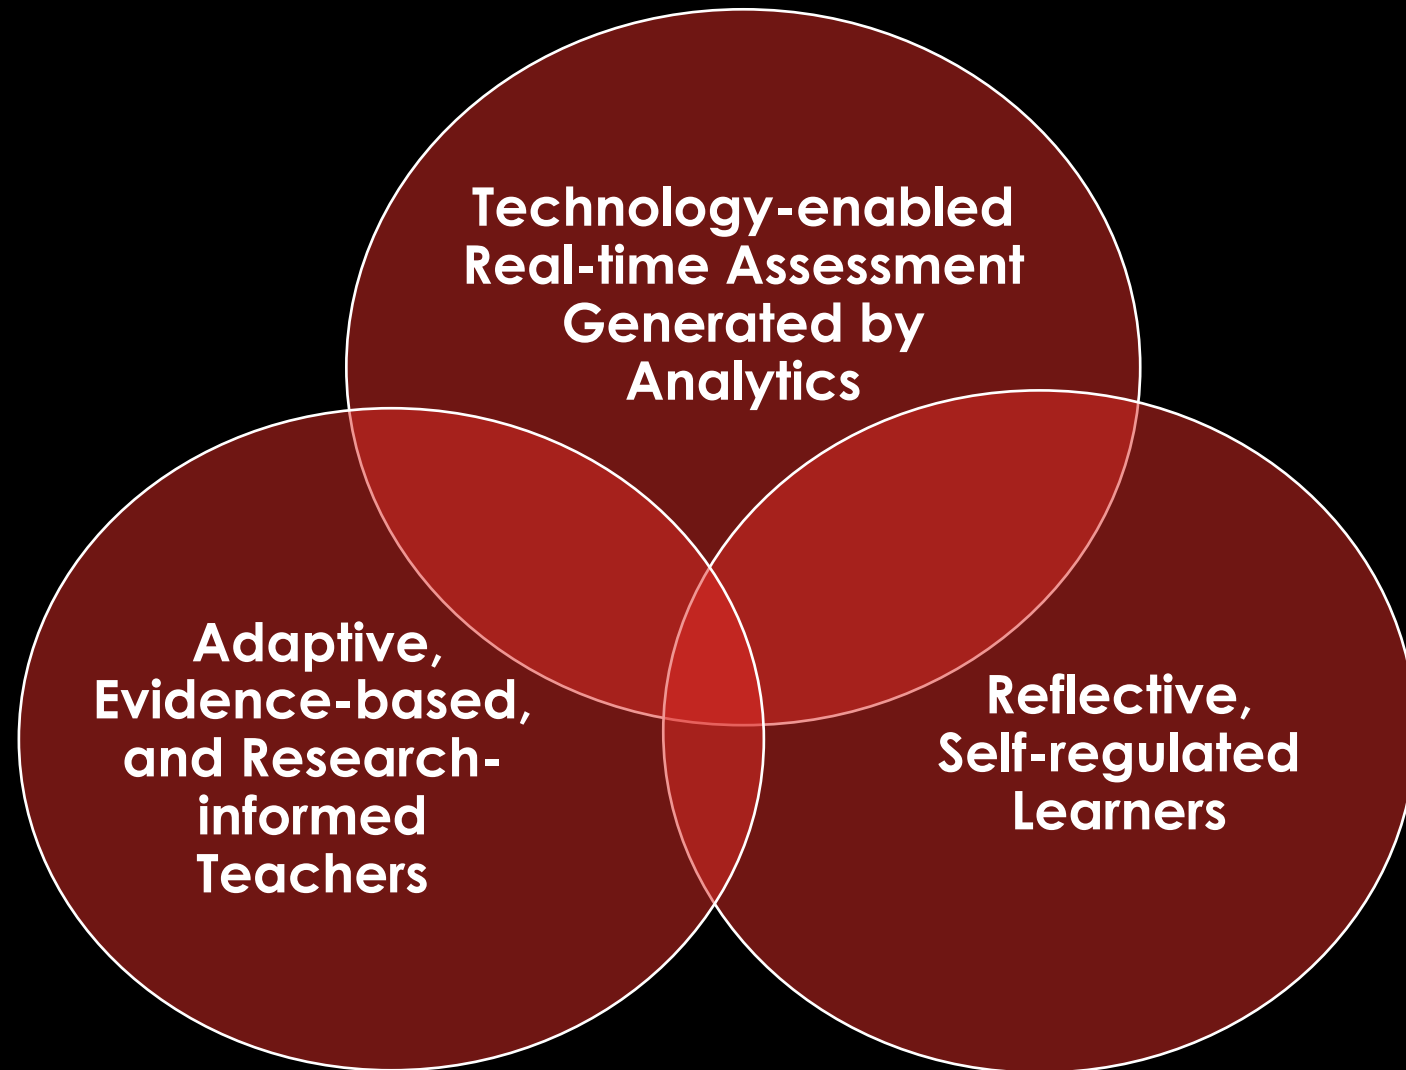 Technology-enabled
Real-time Assessment
Generated by
Analytics
Adaptive,
Evidence-based,
and Research-
informed
Teachers
Reflective,
Self-regulated
Learners